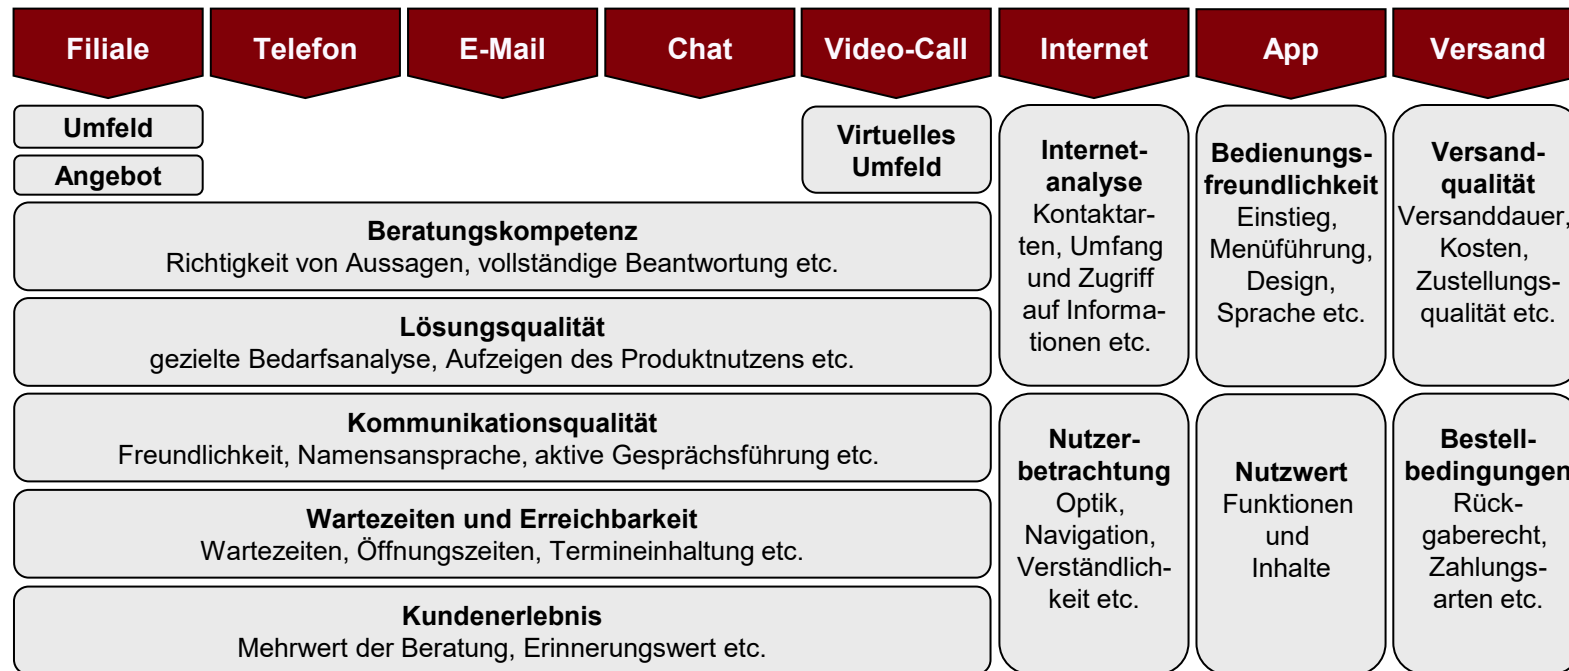 Filiale
Telefon
E-Mail
Chat
Video-Call
Internet
App
Versand
Umfeld
Angebot
Virtuelles
Umfeld
Beratungskompetenz
Richtigkeit von Aussagen, vollständige Beantwortung etc.
Lösungsqualität
gezielte Bedarfsanalyse, Aufzeigen des Produktnutzens etc.
Kommunikationsqualität
Freundlichkeit, Namensansprache, aktive Gesprächsführung etc.
Wartezeiten und Erreichbarkeit
Wartezeiten, Öffnungszeiten, Termineinhaltung etc.
Kundenerlebnis
Mehrwert der Beratung, Erinnerungswert etc.
Internet-
analyse
Kontaktar-
ten, Umfang
und Zugriff
auf Informa-
tionen etc.
Nutzer-
betrachtung
Optik,
Navigation,
Verständlich-
keit etc.
Bedienungs-
freundlichkeit
Einstieg,
Menüführung,
Design,
Sprache etc.
Nutzwert
Funktionen
und
Inhalte
Versand-
qualität
Versanddauer,
Kosten,
Zustellungs-
qualität etc.
Bestell-
bedingungen
Rück-
gaberecht,
Zahlungs-
arten etc.